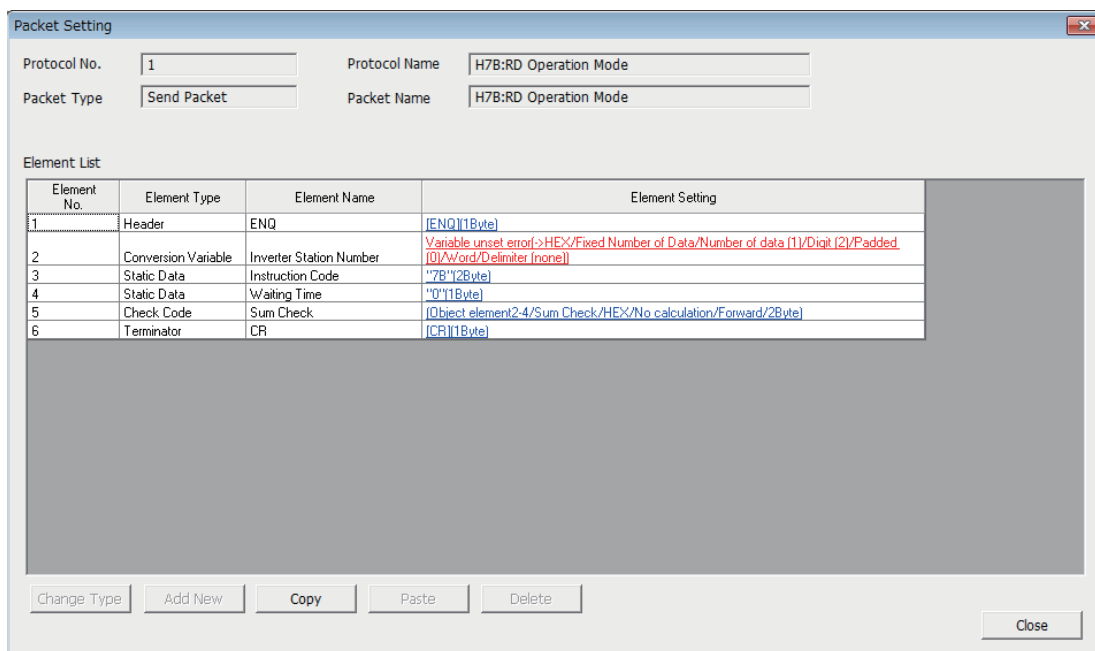 Packet Setting
Protocol No. 1 Protocol Name H7B:RD Operation Mode
Packet Type Send Packet Packet Name H7B:RD Operation Mode
Element List
Element No. Element Type Element Name Element Setting
1 Header ENQ [ENQ](1Byte)
2 Conversion Variable Inverter Station Number Variable unset error(->HEX/Fixed Number of Data/Number of data (1)/Digit (2)/Padded
(0)/Word/Delimiter (none))
3 Static Data Instruction Code "7B"(2Byte)
4 Static Data Waiting Time "0"(1Byte)
5 Check Code Sum Check (Object element2-4/Sum Check/HEX/No calculation/Forward/2Byte)
6 Terminator CR [CR](1Byte)
Change Type Add New Copy Paste Delete
Close